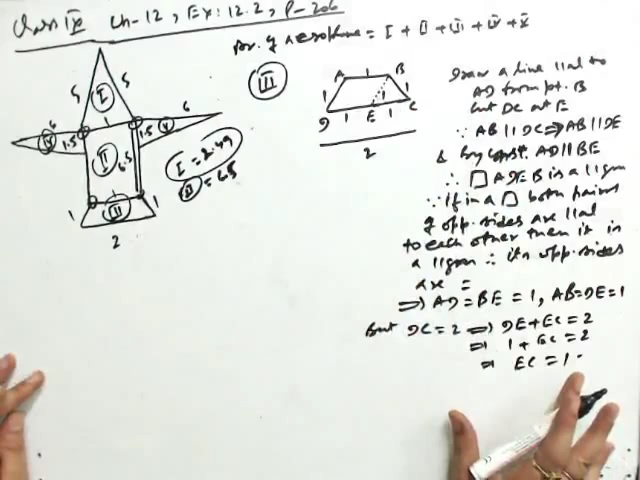 Class IX Ch-12, Ex: 12.2, P-206
Ar. of aeroplane = I + II + III + IV + V
III
5
5
I
6
1
6
IV
1.5
1.5
V
II
6.5
I = 2.49
II = 6.5
1
1
III
1
2
A
1
B
1
1
1
D
1
E
1
C
2
Draw a line llal to
AD from pt. B
cut DC at E
∵ AB || DC ⇒ AB || DE
& by const. AD || BE
∴ ▱ ADEB is a llgm
∵ If in a ▱ both pairs
of opp. sides are llal
to each other then it is
a llgm ∴ its opp. sides
are =
⇒ AD = BE = 1, AB = DE = 1
But DC = 2 ⇒ DE + EC = 2
⇒ 1 + EC = 2
⇒ EC = 1